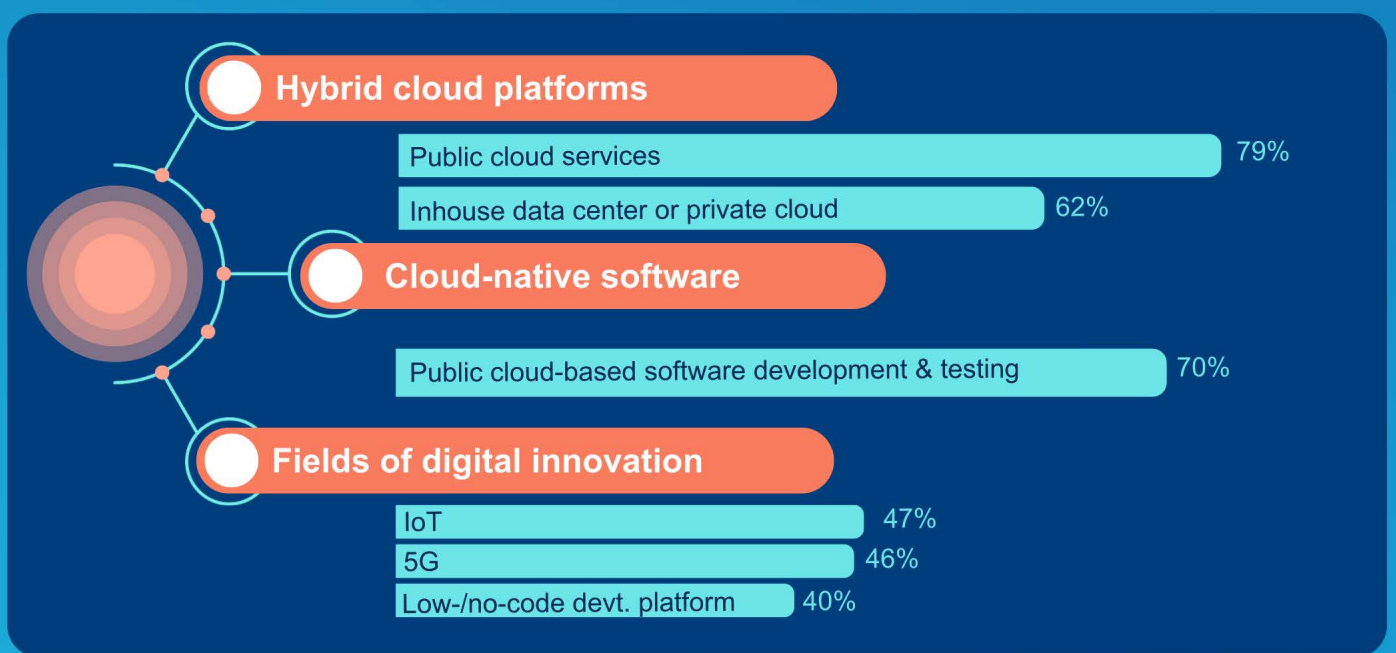 Hybrid cloud platforms
Public cloud services 79%
Inhouse data center or private cloud 62%
Cloud-native software
Public cloud-based software development & testing 70%
Fields of digital innovation
IoT 47%
5G 46%
Low-/no-code devt. platform 40%